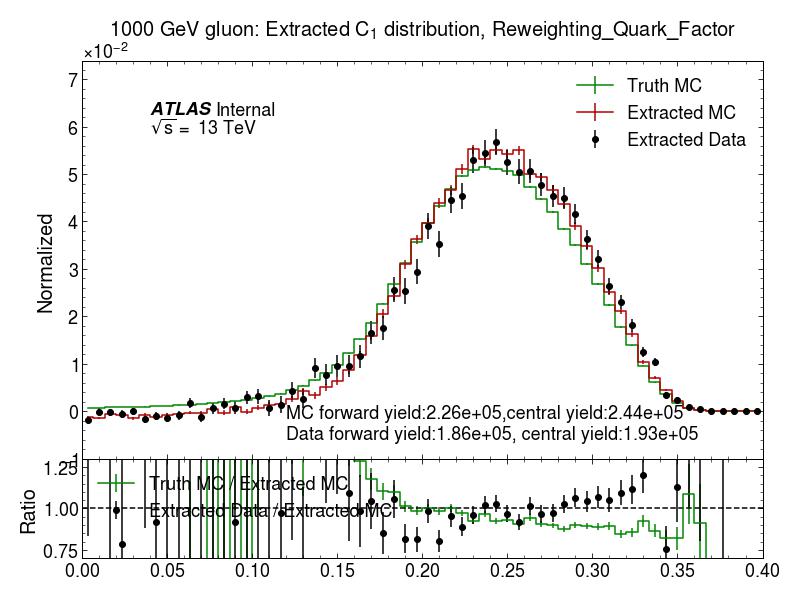 1000 GeV gluon: Extracted C₁ distribution, Reweighting_Quark_Factor
×10⁻²
7
6
5
4
3
2
1
0
1
Normalized
ATLAS Internal
√s = 13 TeV
Truth MC
Extracted MC
Extracted Data
MC forward yield:2.26e+05,central yield:2.44e+05
Data forward yield:1.86e+05, central yield:1.93e+05
1.25
1.00
0.75
Ratio
Truth MC / Extracted MC
Extracted Data / Extracted MC
0.00 0.05 0.10 0.15 0.20 0.25 0.30 0.35 0.40